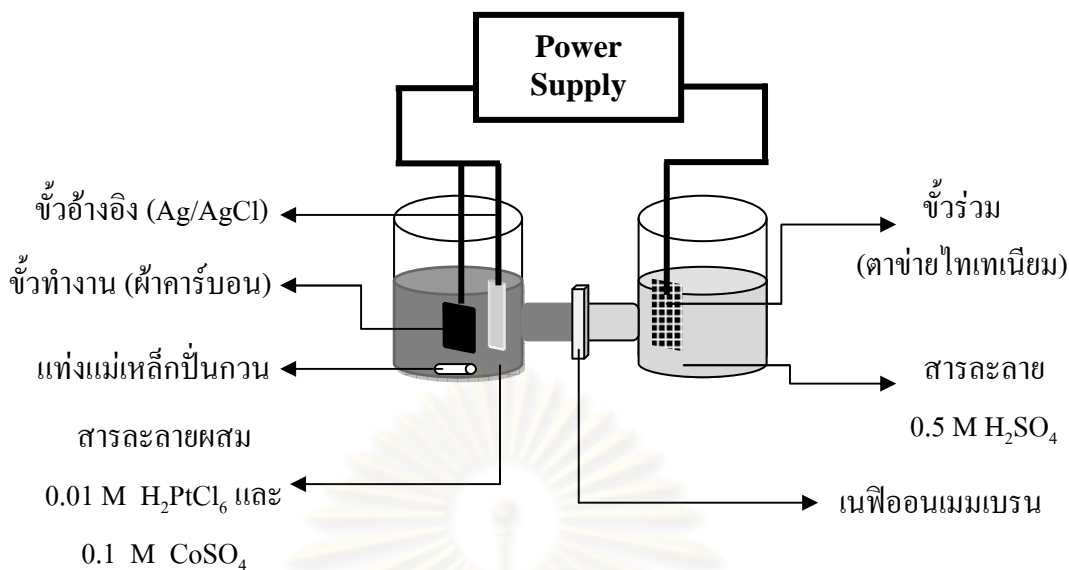 Power
Supply
ขั้วอ้างอิง (Ag/AgCl)
ขั้วทำงาน (ผ้าคาร์บอน)
แท่งแม่เหล็กปั่นกวน
สารละลายผสม
0.01 M H₂PtCl₆ และ
0.1 M CoSO₄
ขั้วร่วม
(ตาข่ายไทเทเนียม)
สารละลาย
0.5 M H₂SO₄
เนฟิออนเมมเบรน